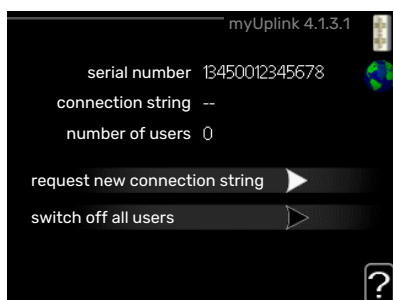 myUplink 4.1.3.1
serial number 13450012345678
connection string --
number of users 0
request new connection string
switch off all users
?